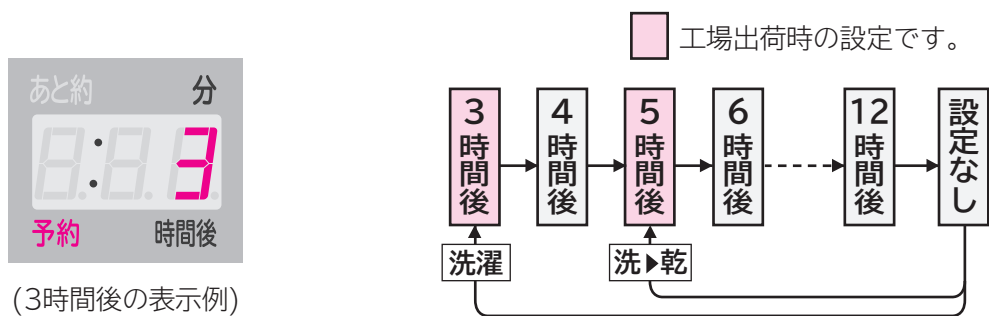 工場出荷時の設定です。
あと約 分
3
予約 時間後
(3時間後の表示例)
3時間後
4時間後
5時間後
6時間後
12時間後
設定なし
洗濯
洗▶乾